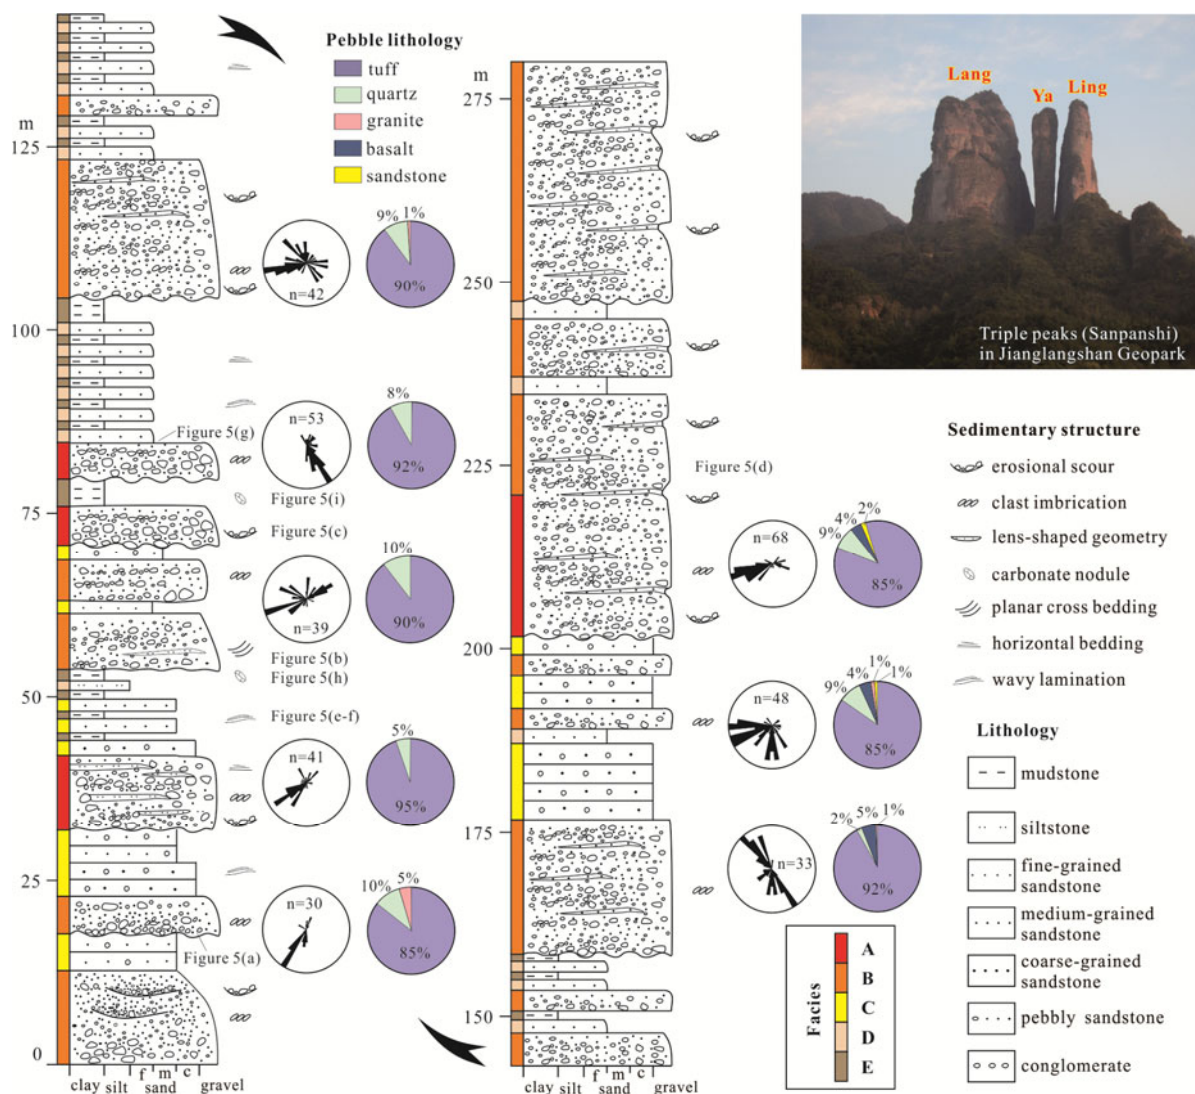 Pebble lithology
tuff
quartz
granite
basalt
sandstone
m
125
100
75
50
25
0
clay
silt
f
m
c
sand
gravel
9%
1%
90%
n=42
n=53
8%
92%
Figure 5(g)
Figure 5(i)
Figure 5(c)
10%
90%
n=39
Figure 5(b)
Figure 5(h)
Figure 5(e-f)
n=41
5%
95%
n=30
10%
5%
85%
Figure 5(a)
m
275
250
225
200
175
150
clay
silt
f
m
c
sand
gravel
Figure 5(d)
n=68
9%
4%
2%
85%
n=48
9%
4%
1%
1%
85%
n=33
2%
5%
1%
92%
Facies
A
B
C
D
E
Lang
Ya
Ling
Triple peaks (Sanpanshi)
in Jianglangshan Geopark
Sedimentary structure
erosional scour
clast imbrication
lens-shaped geometry
carbonate nodule
planar cross bedding
horizontal bedding
wavy lamination
Lithology
mudstone
siltstone
fine-grained
sandstone
medium-grained
sandstone
coarse-grained
sandstone
pebbly sandstone
conglomerate